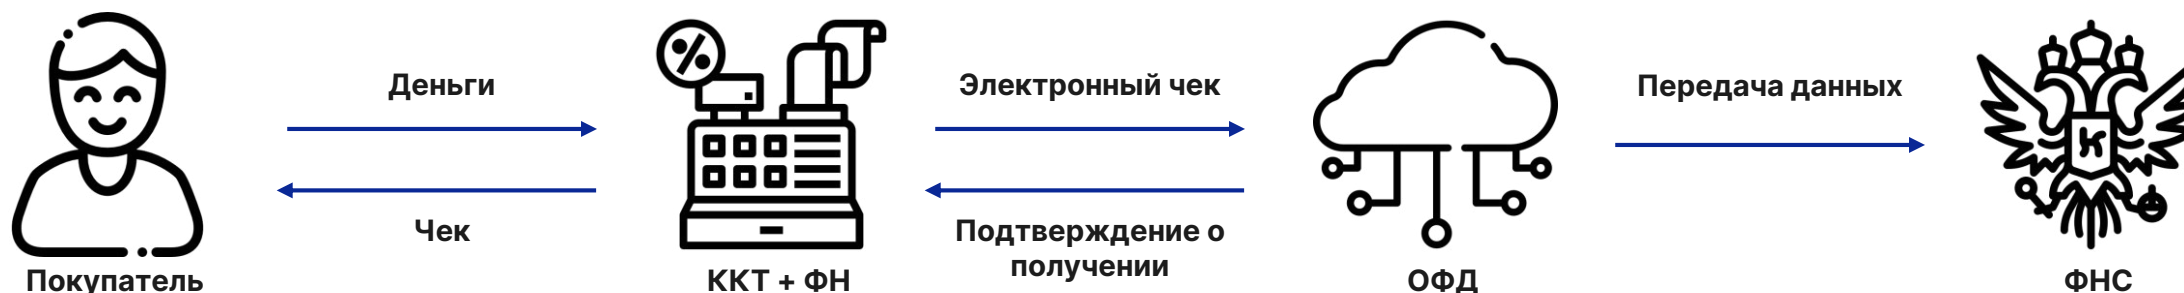 Деньги
Чек
Электронный чек
Подтверждение о
получении
Передача данных
Покупатель
ККТ + ФН
ОФД
ФНС